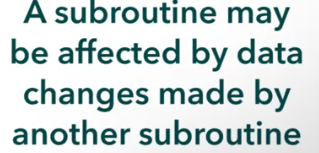 A subroutine may
be affected by data
changes made by
another subroutine